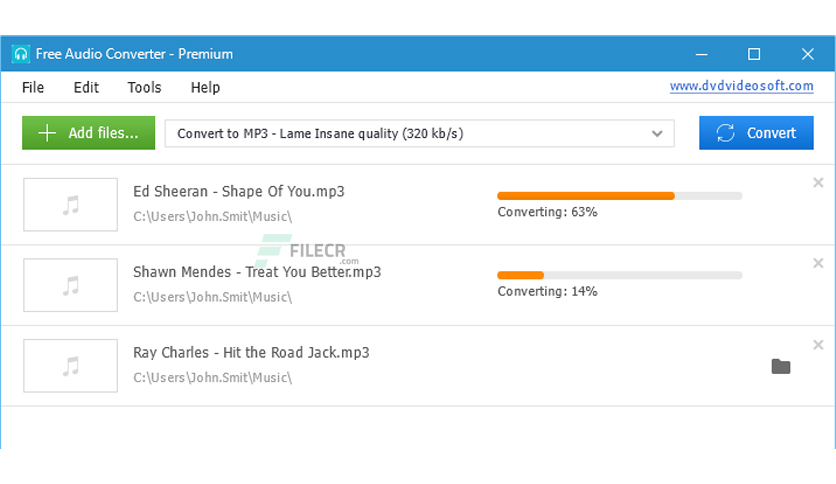 Free Audio Converter - Premium
File Edit Tools Help www.dvdvideosoft.com
Add files... Convert to MP3 - Lame Insane quality (320 kb/s) Convert
Ed Sheeran - Shape Of You.mp3
C:\Users\John.Smit\Music\
Converting: 63%
FILECR
.com
Shawn Mendes - Treat You Better.mp3
C:\Users\John.Smit\Music\
Converting: 14%
Ray Charles - Hit the Road Jack.mp3
C:\Users\John.Smit\Music\